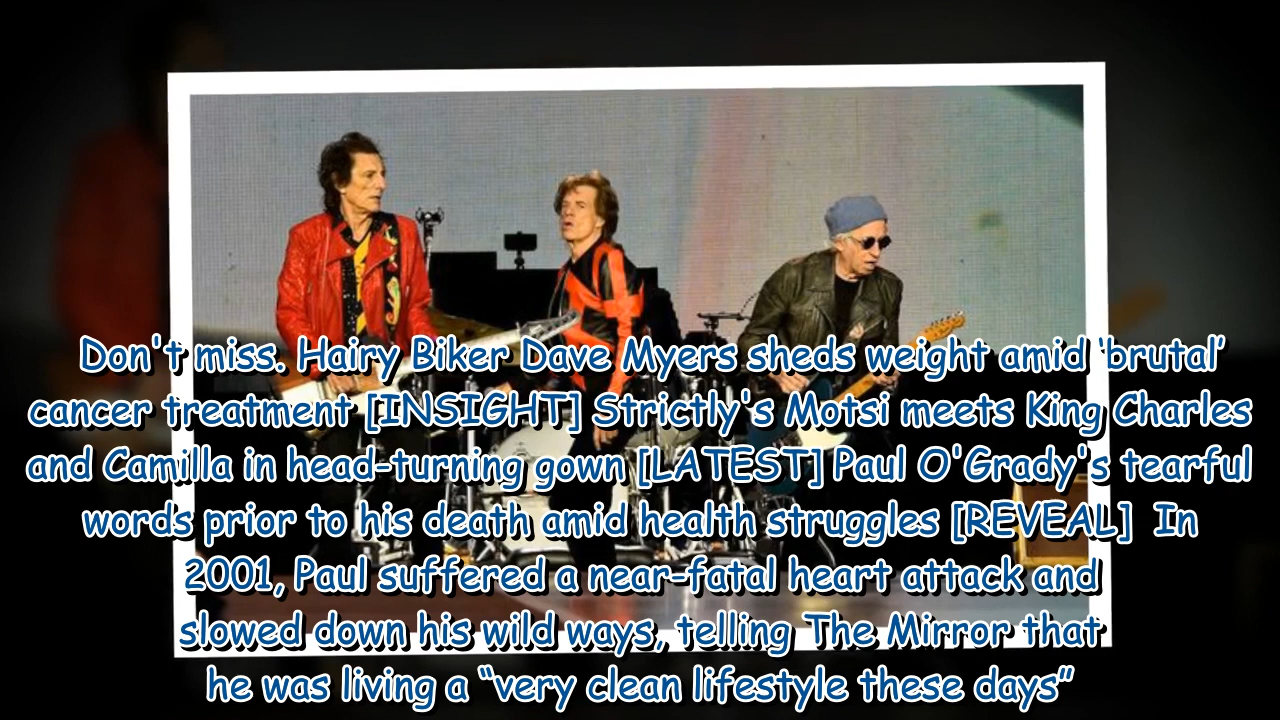 Don't miss. Hairy Biker Dave Myers sheds weight amid ‘brutal’
cancer treatment [INSIGHT] Strictly's Motsi meets King Charles
and Camilla in head-turning gown [LATEST] Paul O'Grady's tearful
words prior to his death amid health struggles [REVEAL]  In
2001, Paul suffered a near-fatal heart attack and
slowed down his wild ways, telling The Mirror that
he was living a “very clean lifestyle these days”